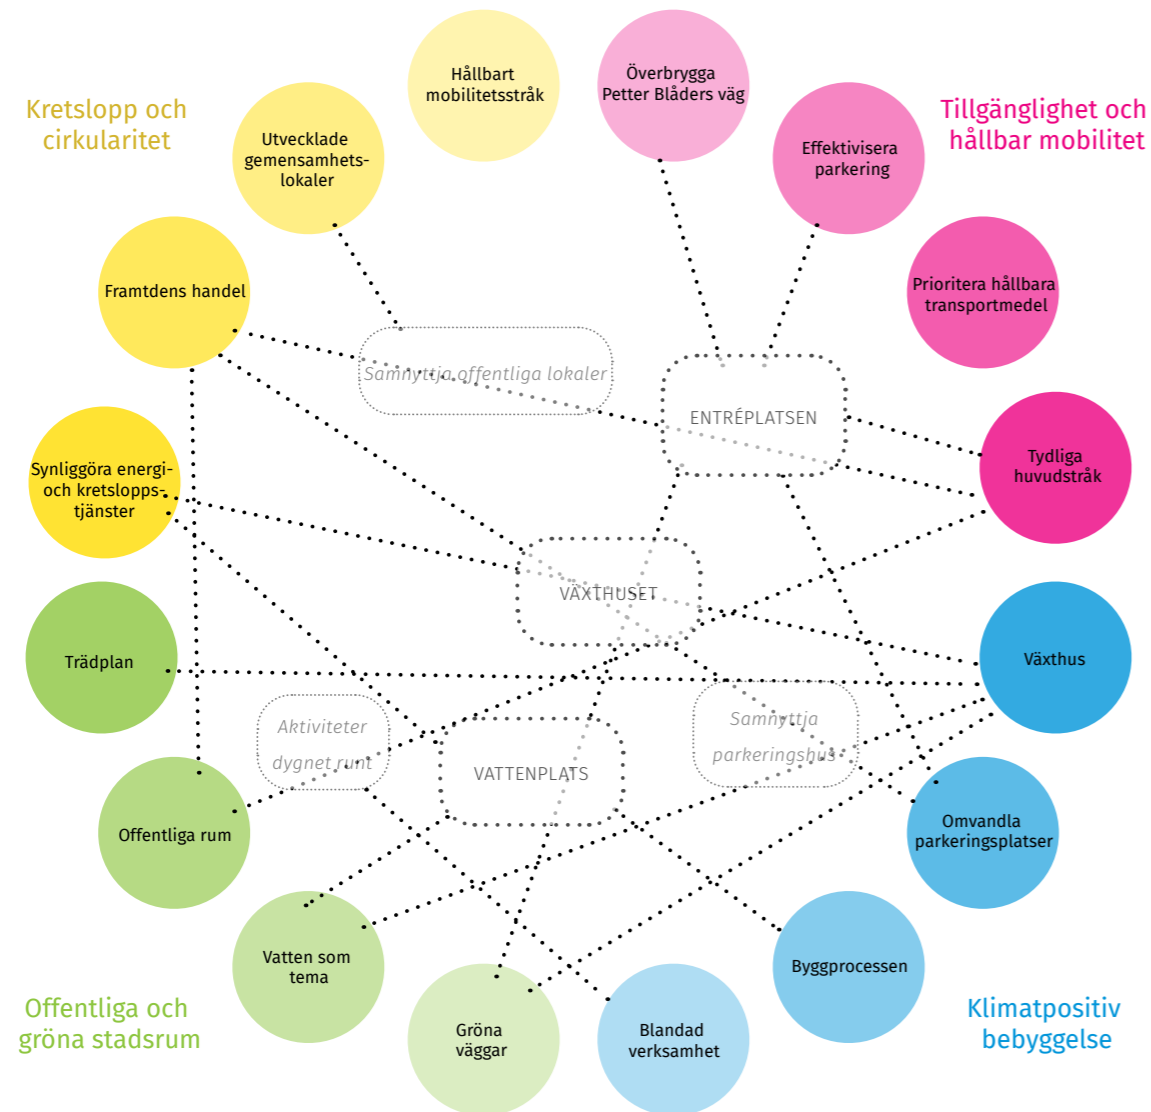 Kretslopp och
cirkularitet
Hållbart
mobilitetsstråk
Överbrygga
Petter Blåders väg
Tillgänglighet och
hållbar mobilitet
Utvecklade
gemensamhets-
lokaler
Effektivisera
parkering
Framtdens handel
Prioritera hållbara
transportmedel
Samnyttja offentliga lokaler
ENTRÉPLATSEN
Synliggöra energi-
och kretslopps-
tjänster
Tydliga
huvudstråk
VÄXTHUSET
Trädplan
Växthus
Aktiviteter
dygnet runt
Samnyttja
parkeringshus
VATTENPLATS
Offentliga rum
Omvandla
parkeringsplatser
Vatten som
tema
Byggprocessen
Offentliga och
gröna stadsrum
Gröna
väggar
Blandad
verksamhet
Klimatpositiv
bebyggelse